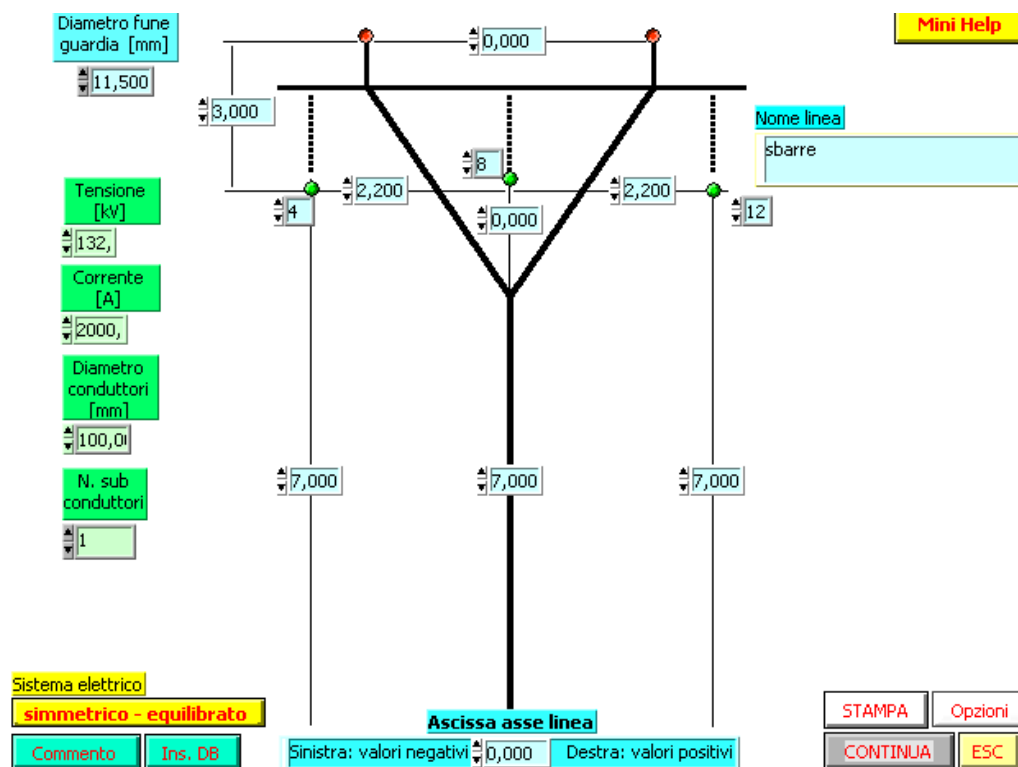 Diametro fune
guardia [mm]
11,500
0,000
Mini Help
3,000
Nome linea
sbarre
8
2,200
2,200
4
0,000
12
Tensione
[kV]
132,
Corrente
[A]
2000,
Diametro
conduttori
[mm]
100,0
7,000
7,000
7,000
N. sub
conduttori
1
Sistema elettrico
simmetrico - equilibrato
Commento
Ins. DB
Ascissa asse linea
Sinistra: valori negativi
0,000
Destra: valori positivi
STAMPA
Opzioni
CONTINUA
ESC